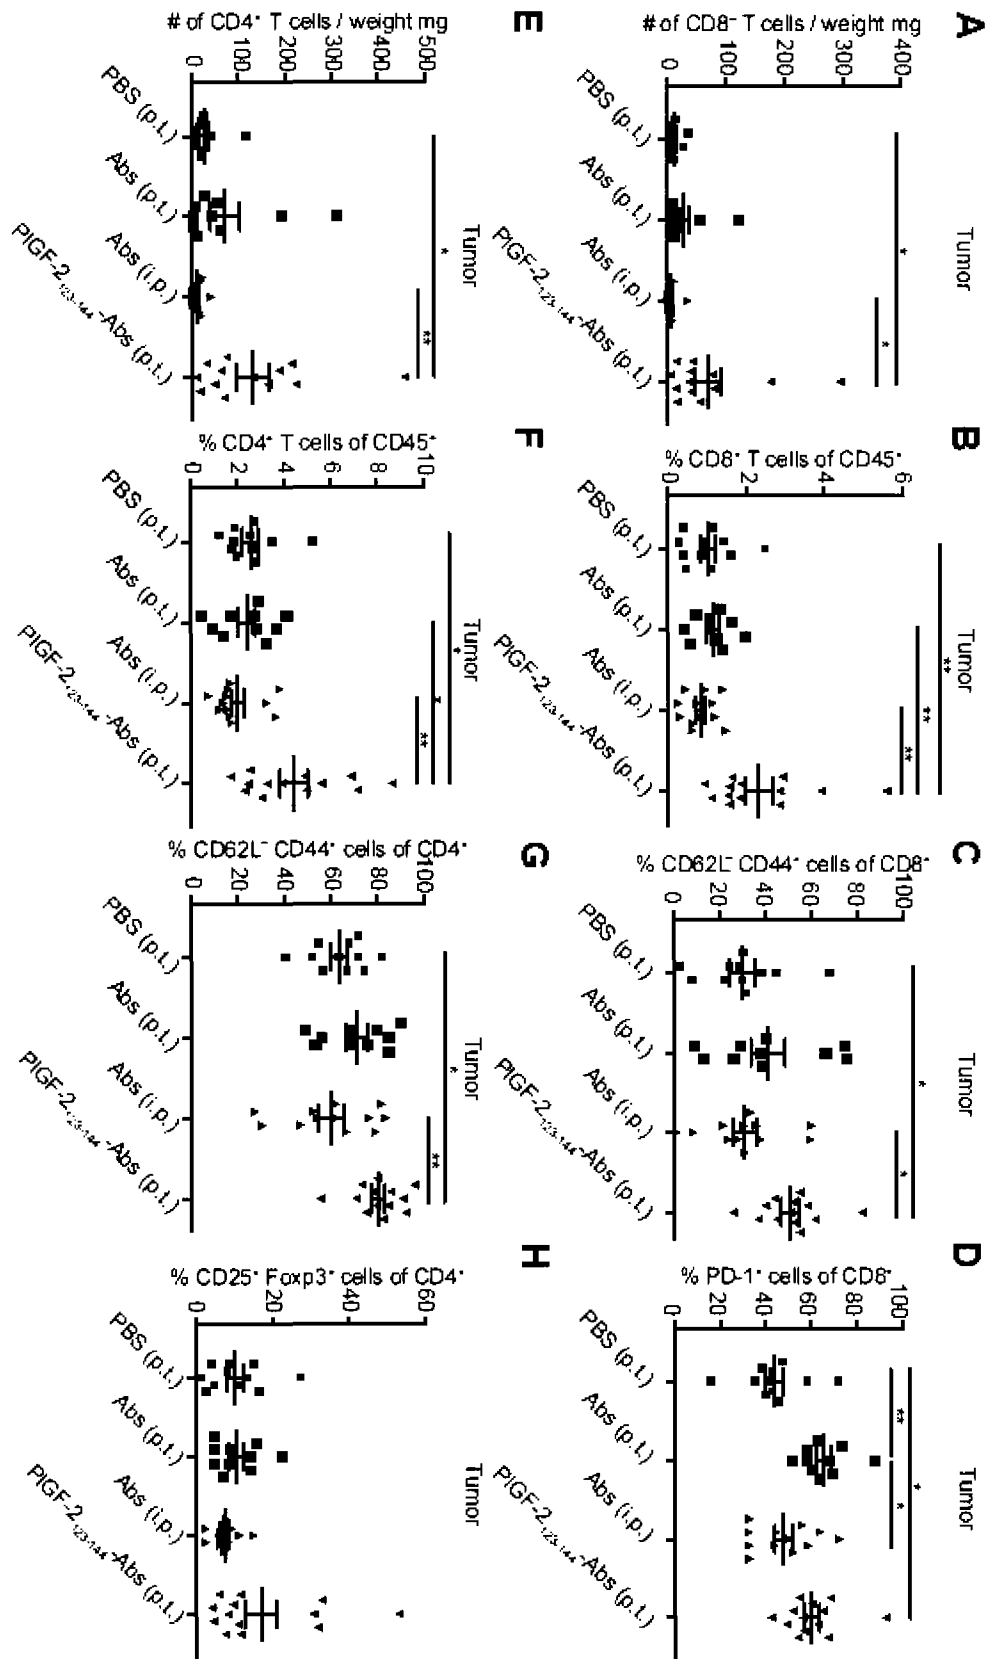 A
Tumor
# of CD8⁺ T cells / weight mg
400
300
200
100
0
PBS (p.t.)
Abs (p.t.)
Abs (i.p.)
PlGF-2₁₂₃₋₁₄₄-Abs (p.t.)
*
*
B
Tumor
% CD8⁺ T cells of CD45⁺
6
4
2
0
PBS (p.t.)
Abs (p.t.)
Abs (i.p.)
PlGF-2₁₂₃₋₁₄₄-Abs (p.t.)
**
**
**
C
Tumor
% CD62L⁻ CD44⁺ cells of CD8⁺
100
80
60
40
20
0
PBS (p.t.)
Abs (p.t.)
Abs (i.p.)
PlGF-2₁₂₃₋₁₄₄-Abs (p.t.)
*
*
D
Tumor
% PD-1⁺ cells of CD8⁺
100
80
60
40
20
0
PBS (p.t.)
Abs (p.t.)
Abs (i.p.)
PlGF-2₁₂₃₋₁₄₄-Abs (p.t.)
*
**
*
E
Tumor
# of CD4⁺ T cells / weight mg
500
400
300
200
100
0
PBS (p.t.)
Abs (p.t.)
Abs (i.p.)
PlGF-2₁₂₃₋₁₄₄-Abs (p.t.)
*
**
F
Tumor
% CD4⁺ T cells of CD45⁺
10
8
6
4
2
0
PBS (p.t.)
Abs (p.t.)
Abs (i.p.)
PlGF-2₁₂₃₋₁₄₄-Abs (p.t.)
*
*
**
G
Tumor
% CD62L⁻ CD44⁺ cells of CD4⁺
100
80
60
40
20
0
PBS (p.t.)
Abs (p.t.)
Abs (i.p.)
PlGF-2₁₂₃₋₁₄₄-Abs (p.t.)
*
**
H
Tumor
% CD25⁺ Foxp3⁺ cells of CD4⁺
60
40
20
0
PBS (p.t.)
Abs (p.t.)
Abs (i.p.)
PlGF-2₁₂₃₋₁₄₄-Abs (p.t.)